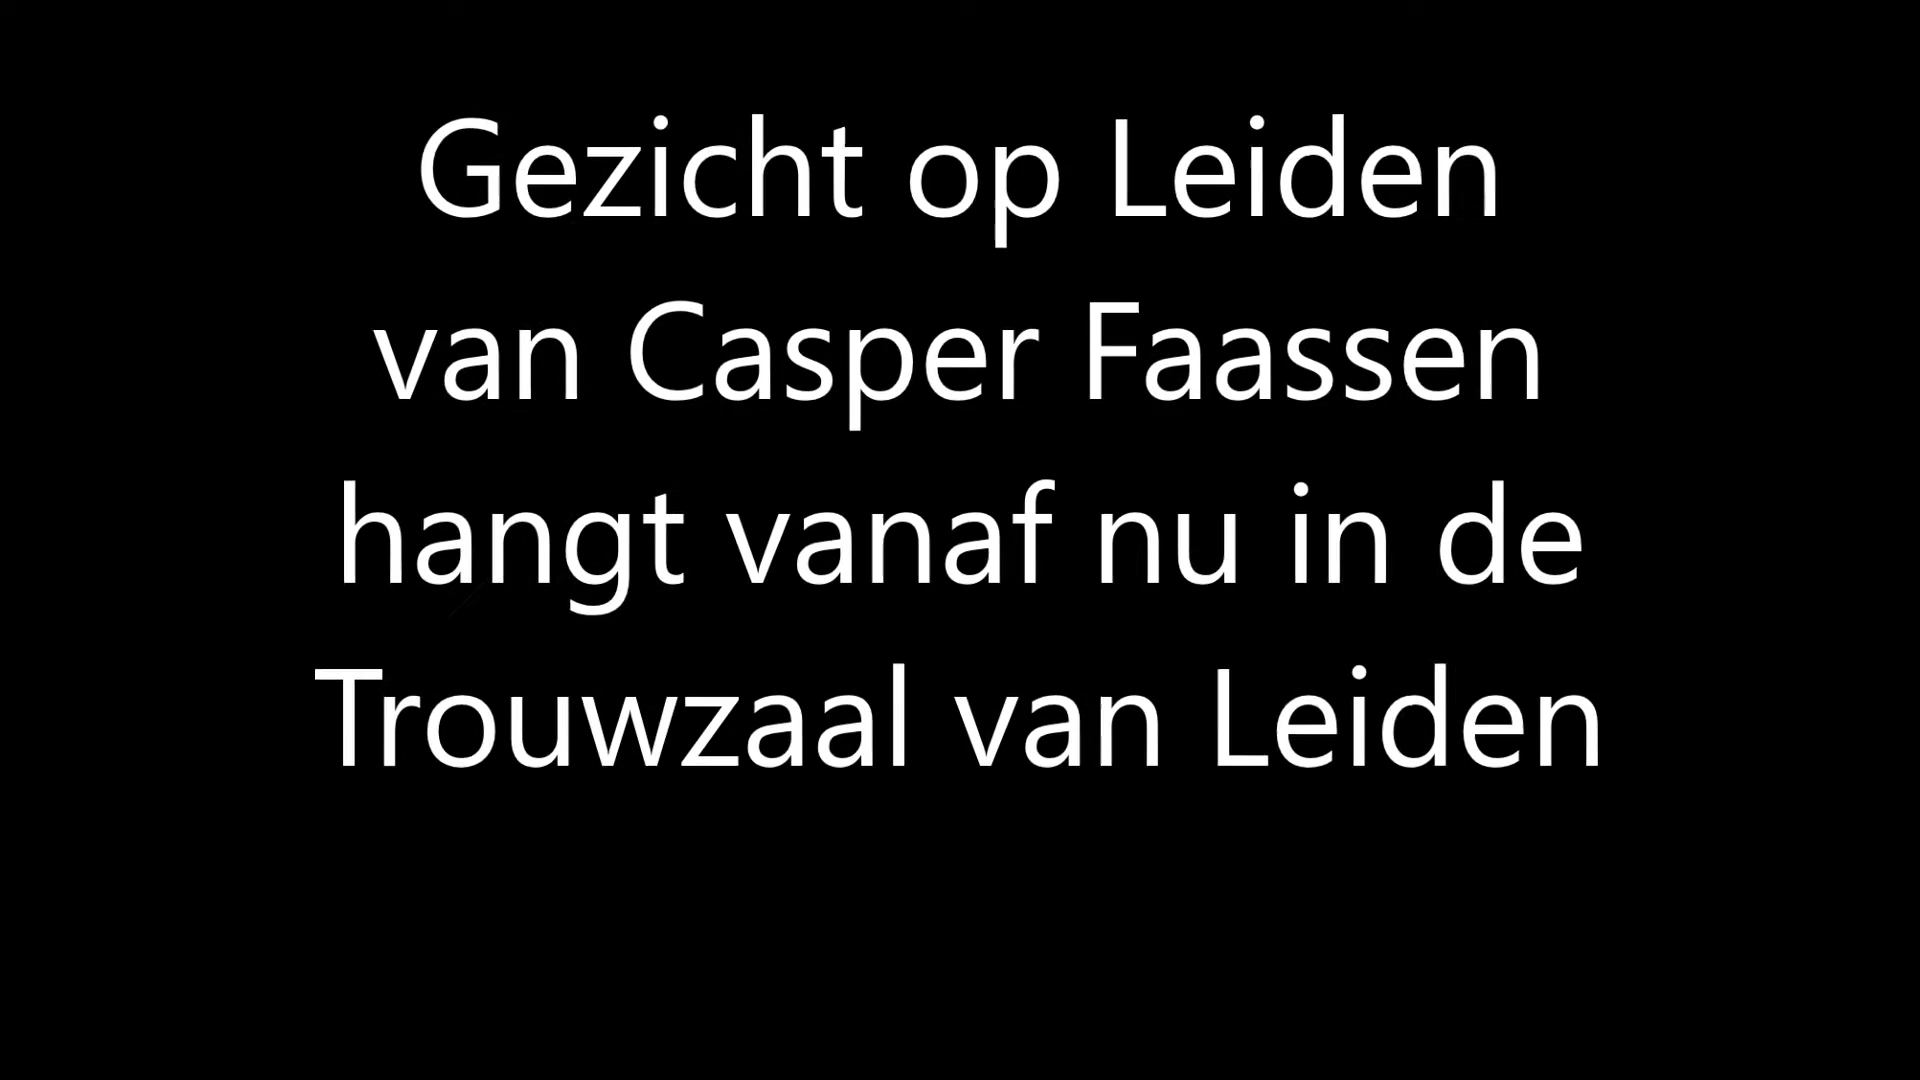 Gezicht op Leiden
van Casper Faassen
hangt vanaf nu in de
Trouwzaal van Leiden